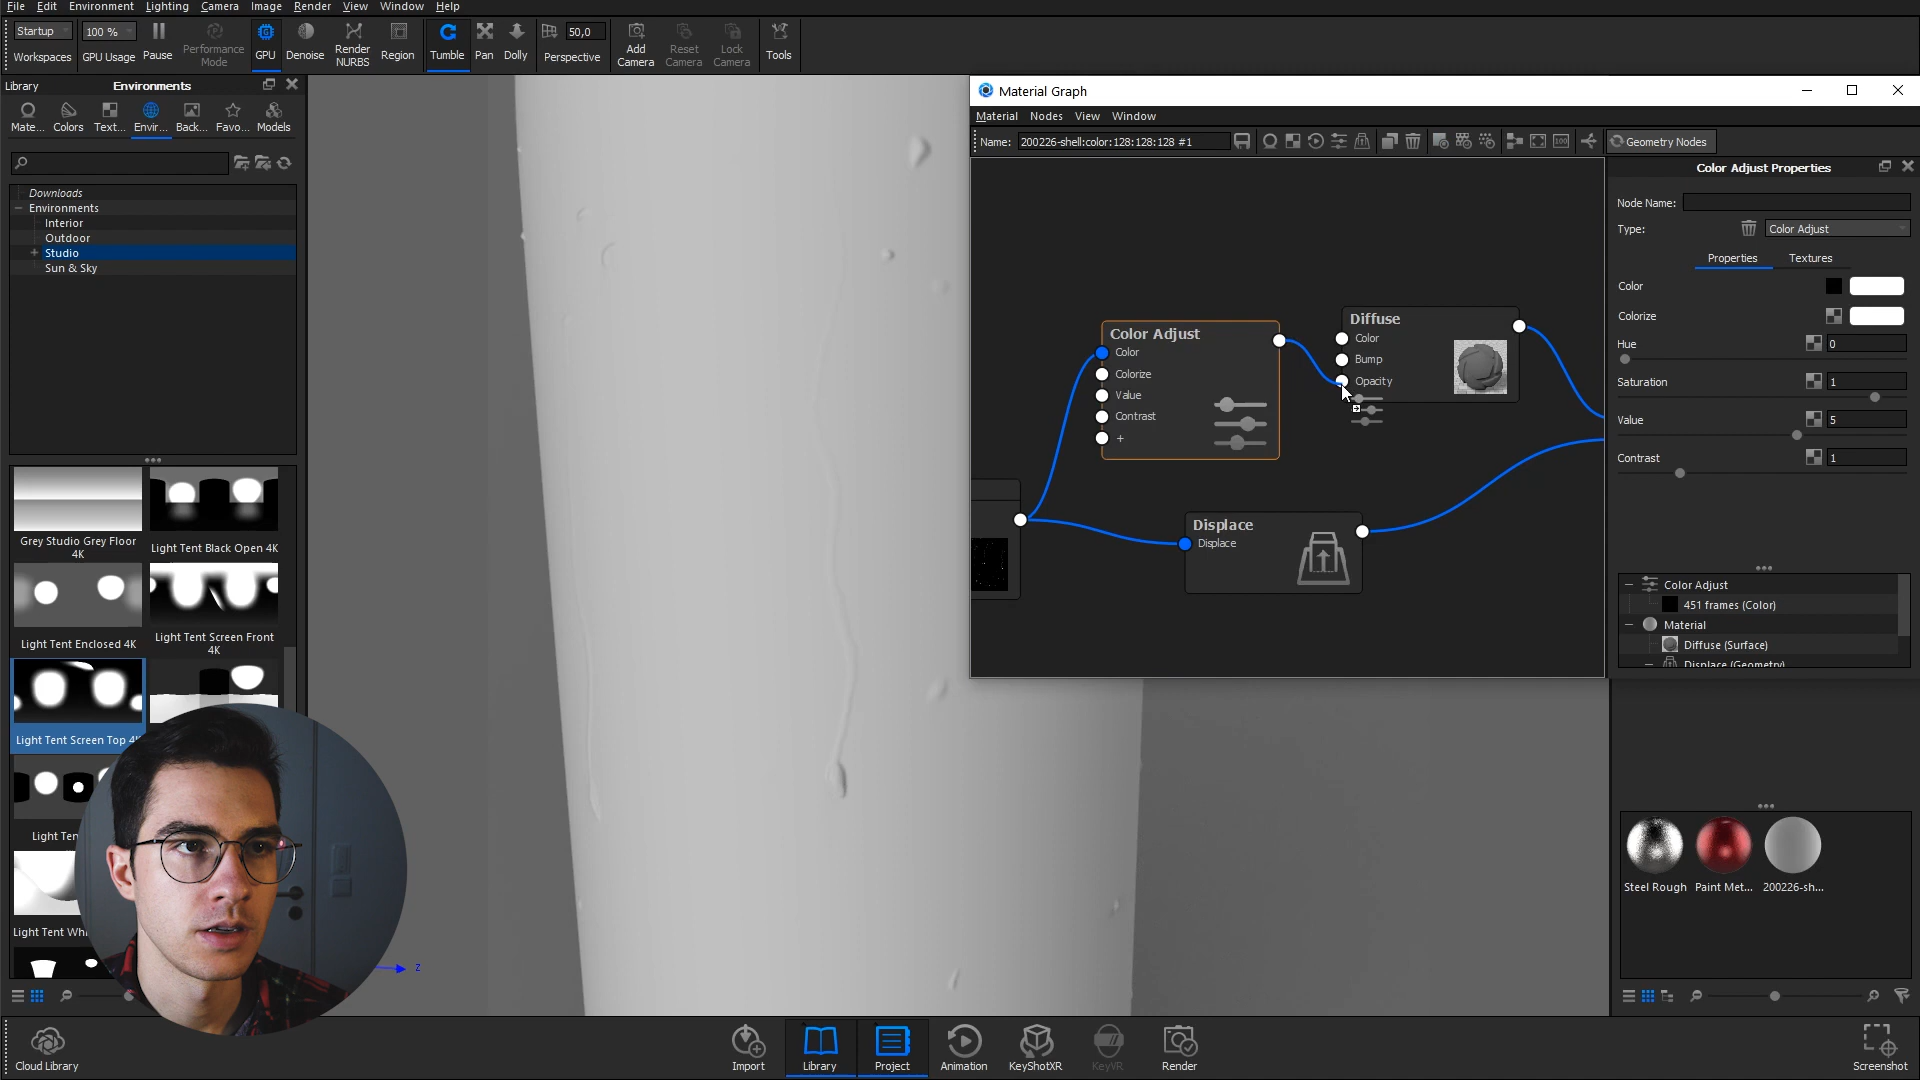 File Edit Environment Lighting Camera Image Render View Window Help
Startup 100 % 50,0
Workspaces GPU Usage Pause Performance Mode GPU Denoise Render NURBS Region Tumble Pan Dolly Perspective Add Camera Reset Camera Lock Camera Tools
Library Environments
Mate... Colors Text... Envir... Back... Favo... Models
Downloads
Environments
Interior
Outdoor
Studio
Sun & Sky
Grey Studio Grey Floor 4K
Light Tent Black Open 4K
Light Tent Enclosed 4K
Light Tent Screen Front 4K
Light Tent Screen Top 4K
Light Ten
Light Tent Whi
z
Material Graph
Material Nodes View Window
Name: 200226-shell:color:128:128:128 #1 Geometry Nodes
Color Adjust
Color
Colorize
Value
Contrast
+
Diffuse
Color
Bump
Opacity
Displace
Displace
Color Adjust Properties
Node Name:
Type: Color Adjust
Properties Textures
Color
Colorize
Hue 0
Saturation 1
Value 5
Contrast 1
Color Adjust
451 frames (Color)
Material
Diffuse (Surface)
Displace (Geometry)
Steel Rough Paint Met... 200226-sh...
Cloud Library Import Library Project Animation KeyShotXR KeyVR Render Screenshot